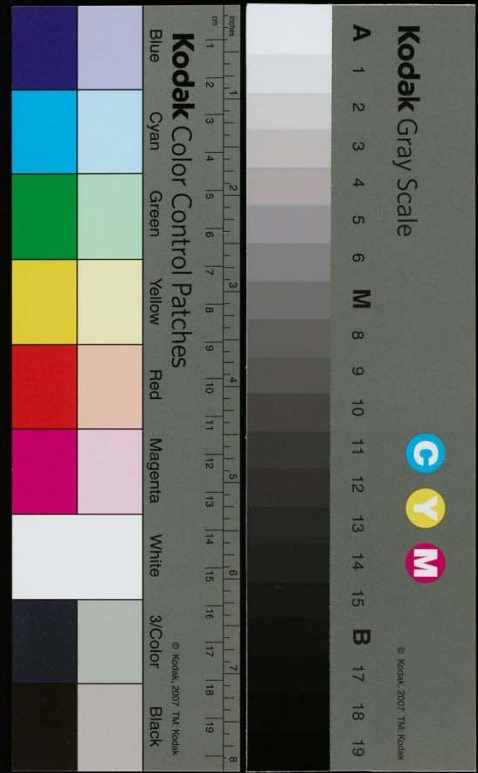 Kodak Gray Scale
C Y M
A 1 2 3 4 5 6 M 8 9 10 11 12 13 14 15 B 17 18 19
© Kodak, 2007 TM: Kodak
inches 1 2 3 4 5 6 7 8
cm 1 2 3 4 5 6 7 8 9 10 11 12 13 14 15 16 17 18 19
Kodak Color Control Patches
© Kodak, 2007 TM: Kodak
Blue Cyan Green Yellow Red Magenta White 3/Color Black